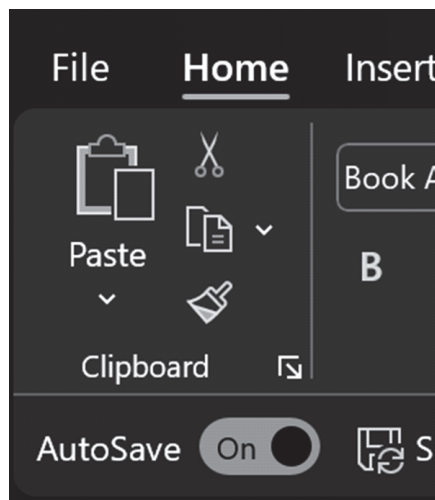 File Home Insert
Book A
Paste
B
Clipboard
AutoSave On S